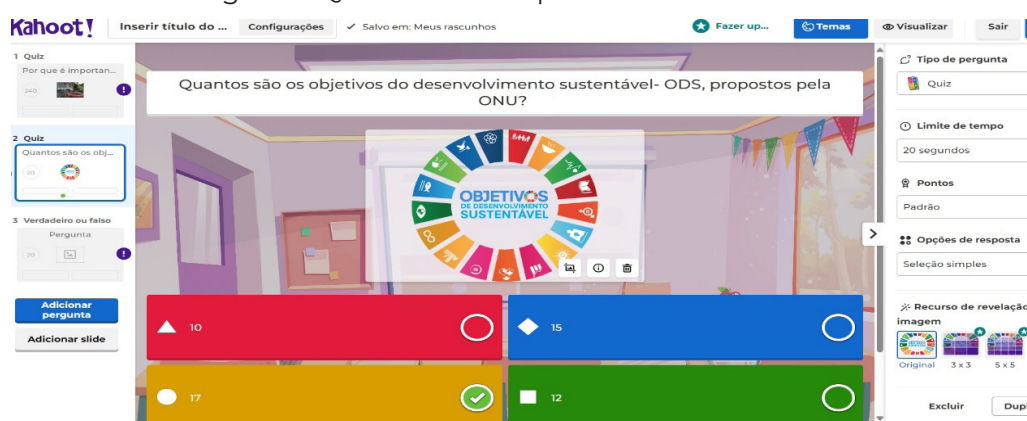 Kahoot!
Inserir título do ...
Configurações
Salvo em: Meus rascunhos
Fazer up...
Temas
Visualizar
Sair
1 Quiz
Por que é importan...
240
2 Quiz
Quantos são os obj...
20
3 Verdadeiro ou falso
Pergunta
20
Adicionar
pergunta
Adicionar slide
Quantos são os objetivos do desenvolvimento sustentável- ODS, propostos pela
ONU?
OBJETIVOS
DE DESENVOLVIMENTO
SUSTENTÁVEL
10
15
17
12
Tipo de pergunta
Quiz
Limite de tempo
20 segundos
Pontos
Padrão
Opções de resposta
Seleção simples
Recurso de revelação
imagem
Original
3 x 3
5 x 5
Excluir
Dupl